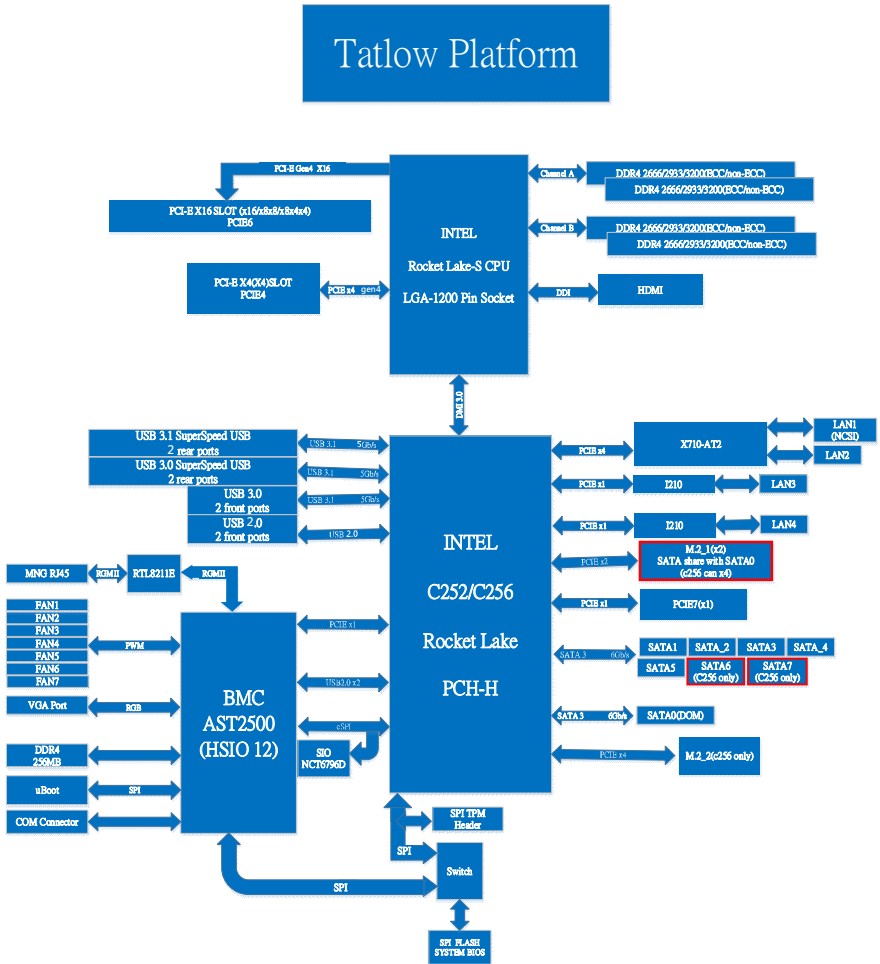 Tatlow Platform
PCI-E Gen4 X16
PCI-E X16 SLOT (x16/x8x8/x8x4x4)
PCIE6
PCI-E X4(X4)SLOT
PCIE4
PCIE x4 gen4
INTEL
Rocket Lake-S CPU
LGA-1200 Pin Socket
Channel A
DDR4 2666/2933/3200(ECC/non-ECC)
DDR4 2666/2933/3200(ECC/non-ECC)
Channel B
DDR4 2666/2933/3200(ECC/non-ECC)
DDR4 2666/2933/3200(ECC/non-ECC)
DDI
HDMI
DMI 3.0
USB 3.1 SuperSpeed USB
2 rear ports
USB 3.1 5Gb/s
USB 3.0 SuperSpeed USB
2 rear ports
USB 3.1 5Gb/s
USB 3.0
2 front ports
USB 3.1 5Gb/s
USB 2.0
2 front ports
USB 2.0
INTEL
C252/C256
Rocket Lake
PCH-H
PCIE x4
X710-AT2
LAN1
(NCSI)
LAN2
PCIE x1
I210
LAN3
PCIE x1
I210
LAN4
PCIE x2
M.2_1(x2)
SATA share with SATA0
(c256 can x4)
PCIE x1
PCIE7(x1)
SATA 3 6Gb/s
SATA1
SATA_2
SATA3
SATA_4
SATA5
SATA6
(C256 only)
SATA7
(C256 only)
SATA 3 6Gb/s
SATA0(DOM)
PCIE x4
M.2_2(c256 only)
MNG RJ45
RGMII
RTL8211E
RGMII
FAN1
FAN2
FAN3
FAN4
FAN5
FAN6
FAN7
PWM
VGA Port
RGB
DDR4
256MB
uBoot
SPI
COM Connector
BMC
AST2500
(HSIO 12)
PCIE x1
USB2.0 x2
eSPI
SIO
NCT6796D
SPI TPM
Header
SPI
Switch
SPI
SPI FLASH
SYSTEM BIOS